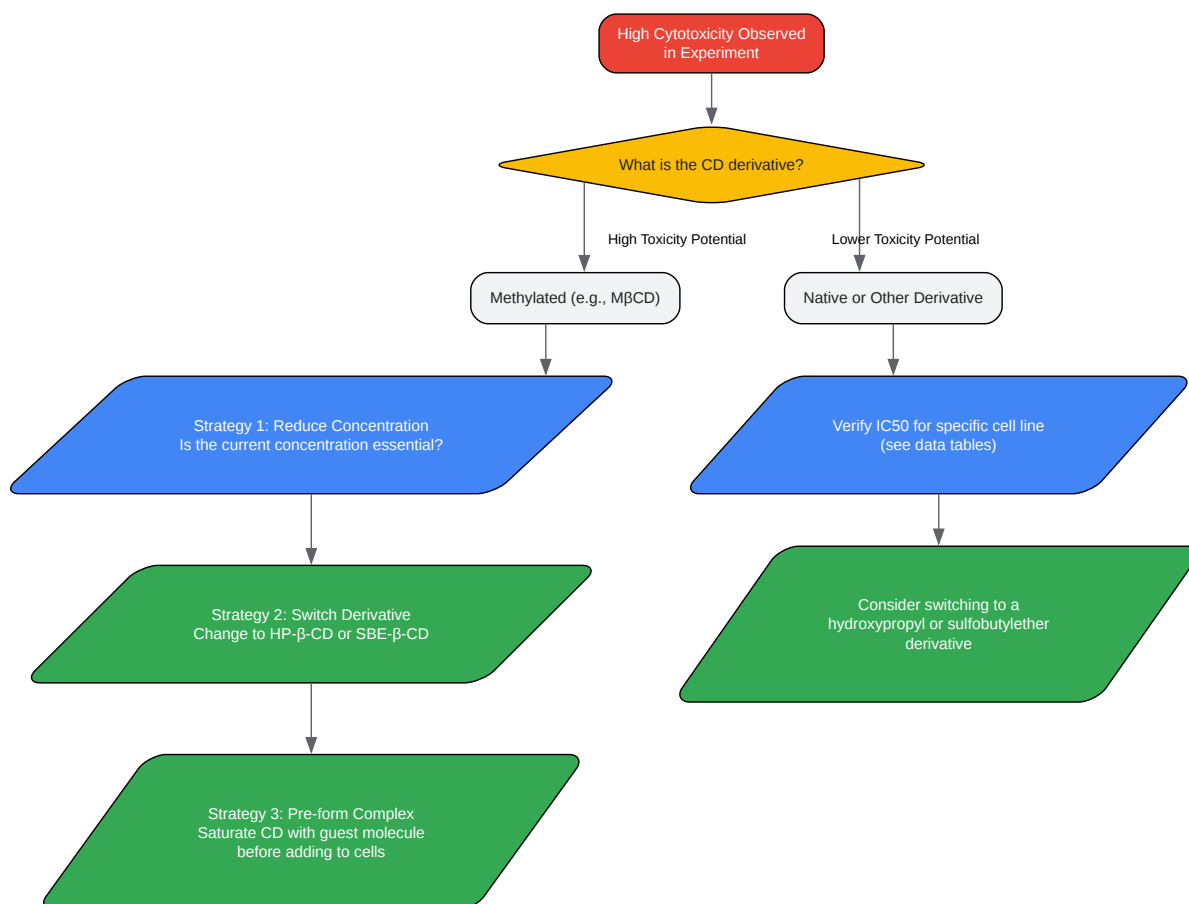 High Cytotoxicity Observed
in Experiment
What is the CD derivative?
High Toxicity Potential
Lower Toxicity Potential
Methylated (e.g., MβCD)
Native or Other Derivative
Strategy 1: Reduce Concentration
Is the current concentration essential?
Verify IC50 for specific cell line
(see data tables)
Strategy 2: Switch Derivative
Change to HP-β-CD or SBE-β-CD
Consider switching to a
hydroxypropyl or sulfobutylether
derivative
Strategy 3: Pre-form Complex
Saturate CD with guest molecule
before adding to cells